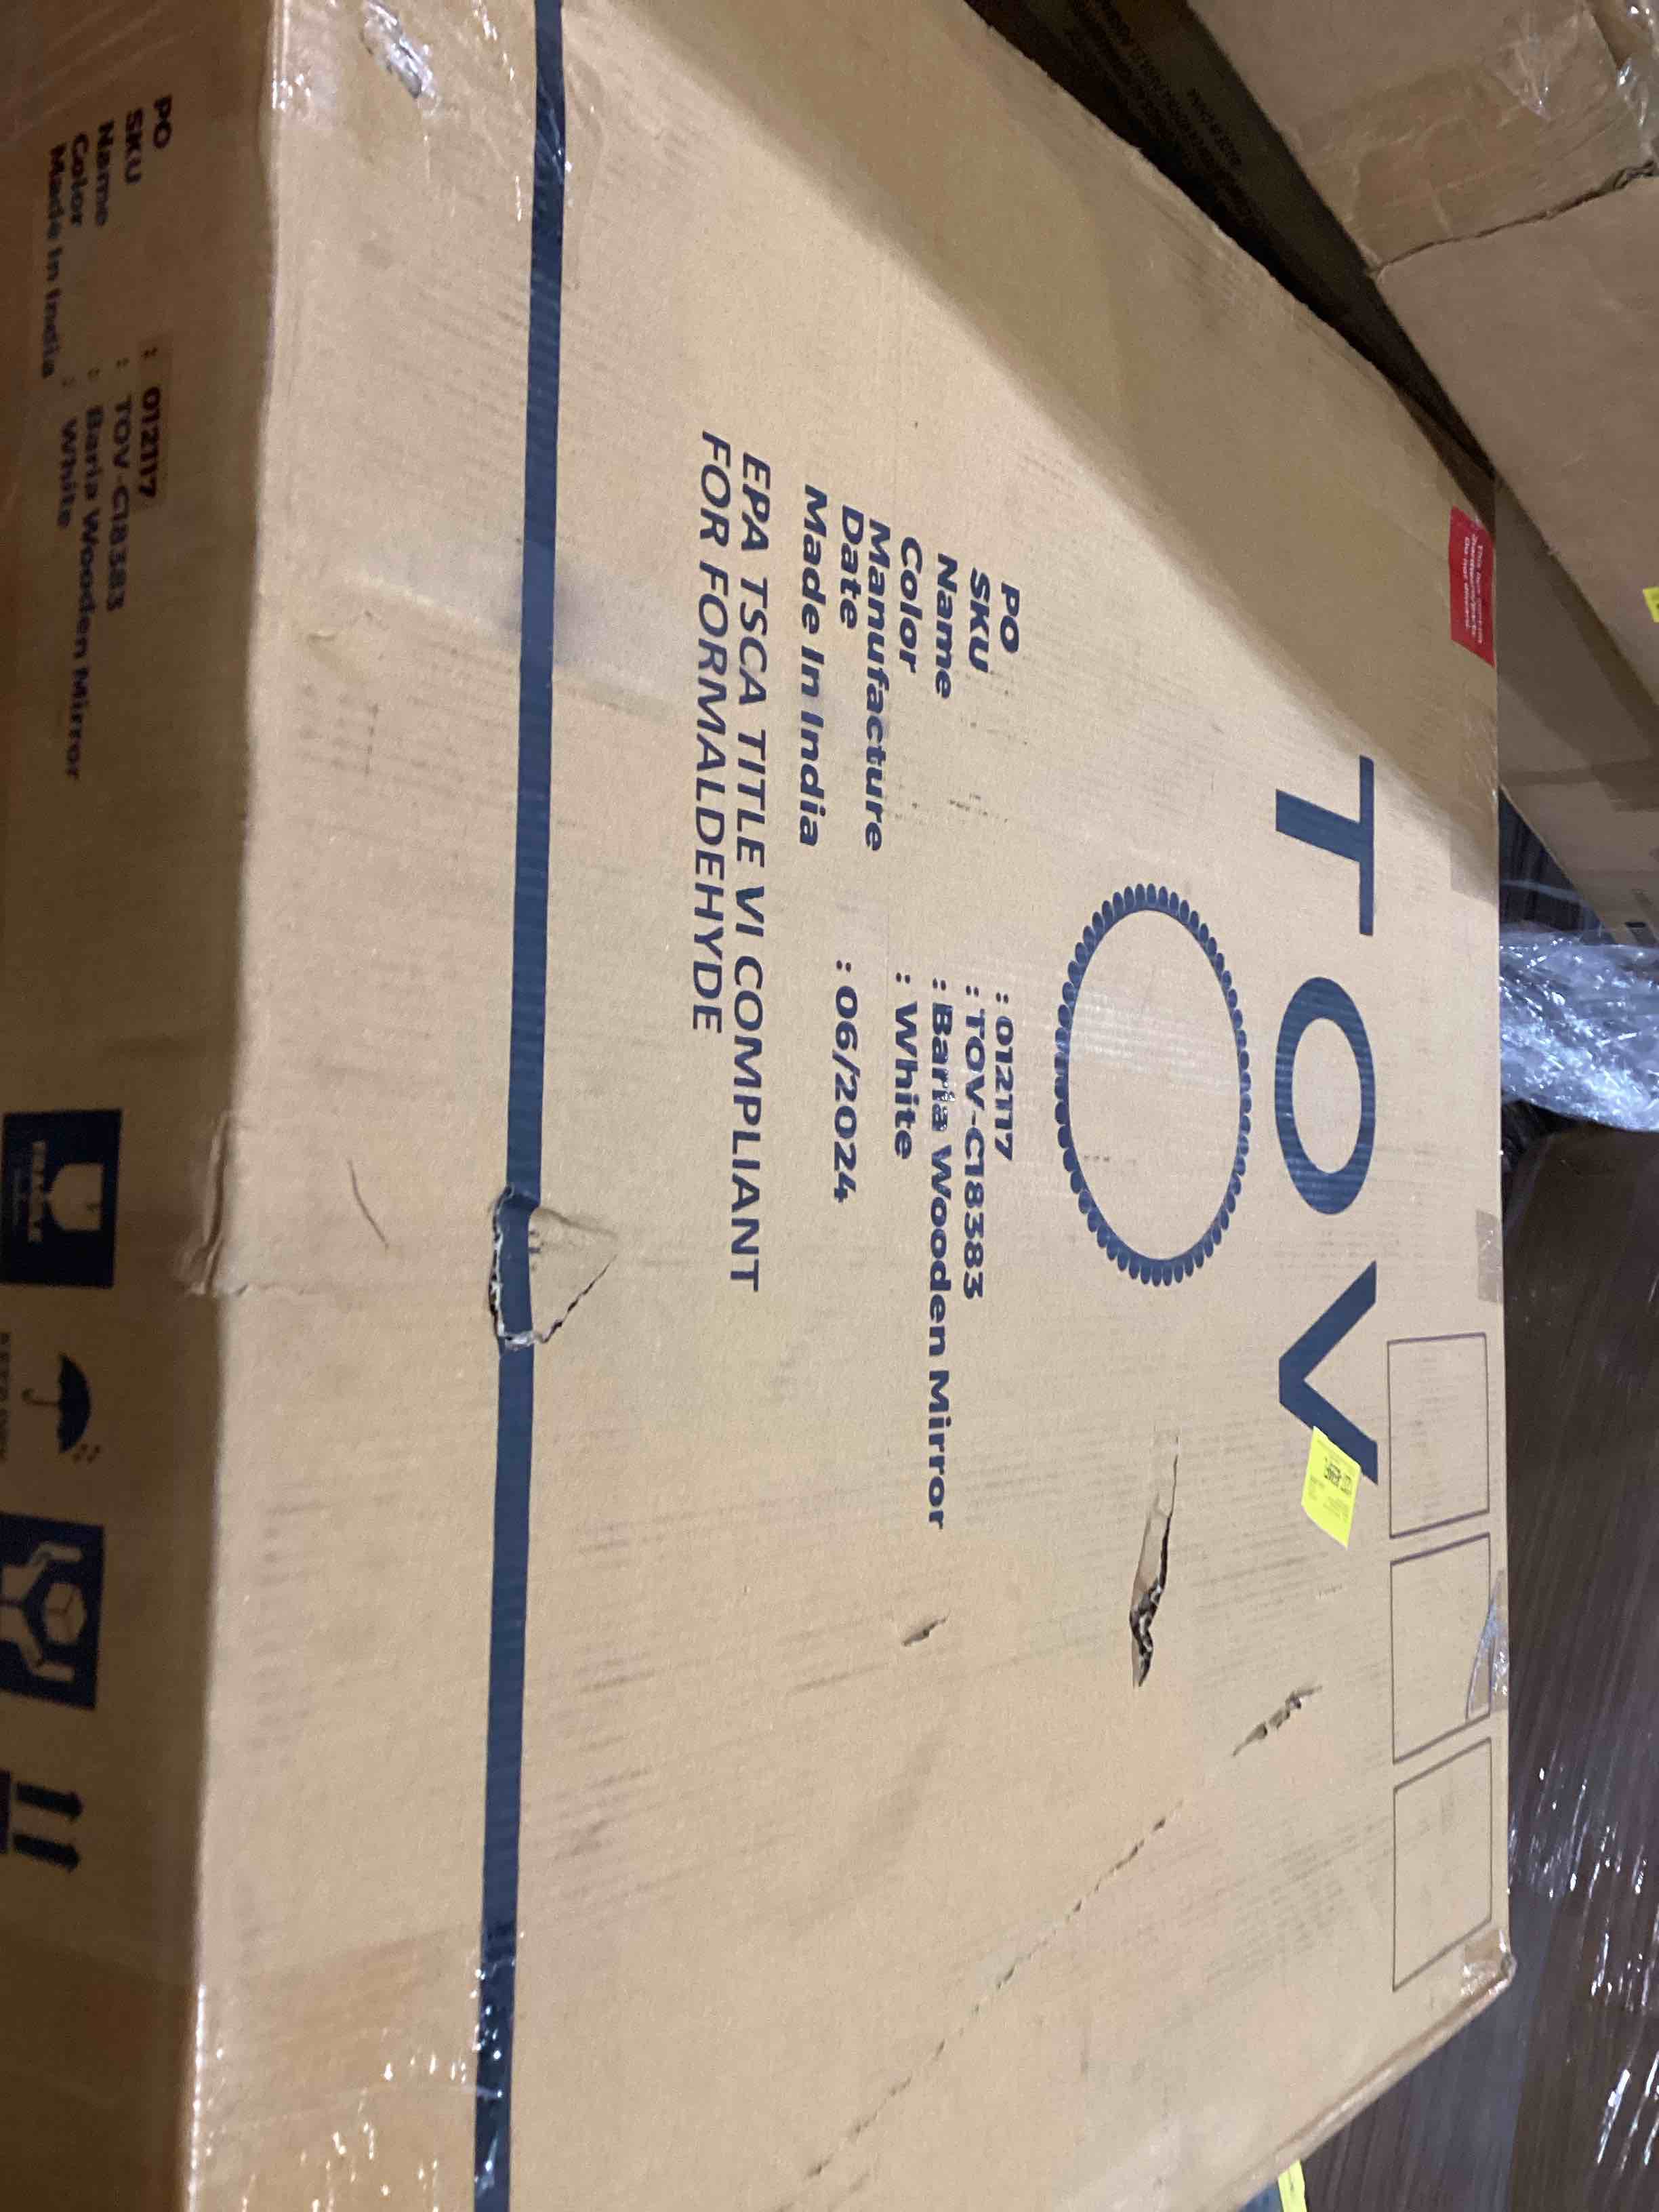 TOV
PO : 012117
SKU : TOV-C18383
Name : Baria Wooden Mirror
Color : White
Manufacture
Date : 06/2024
Made In India
EPA TSCA TITLE VI COMPLIANT
FOR FORMALDEHYDE
PO : 012117
SKU : TOV-C18383
Name : Baria Wooden Mirror
Color : White
Made In India